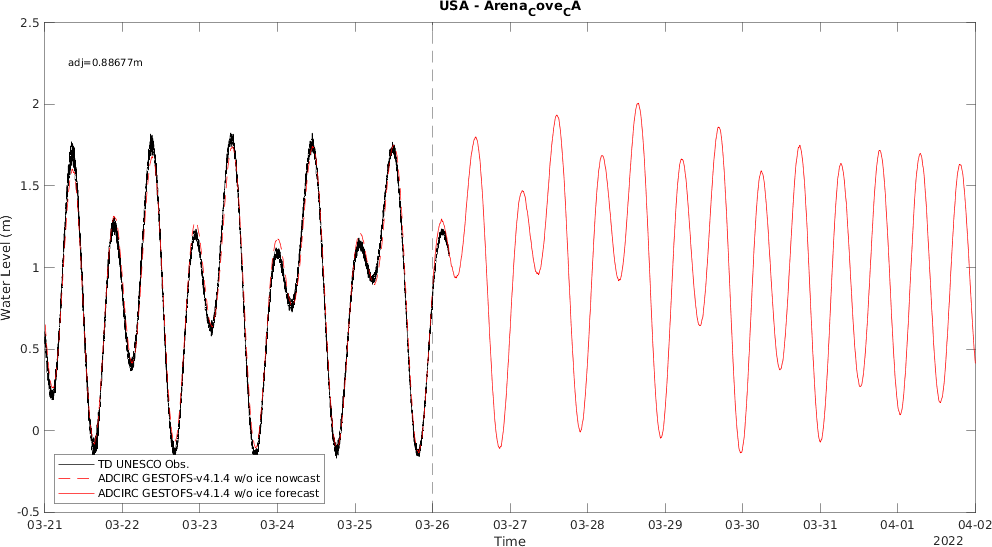 USA - Arena_Cove_CA
adj=0.88677m
Water Level (m)
2.5
2
1.5
1
0.5
0
-0.5
TD UNESCO Obs.
ADCIRC GESTOFS-v4.1.4 w/o ice nowcast
ADCIRC GESTOFS-v4.1.4 w/o ice forecast
03-21 03-22 03-23 03-24 03-25 03-26 03-27 03-28 03-29 03-30 03-31 04-01 04-02
Time
2022